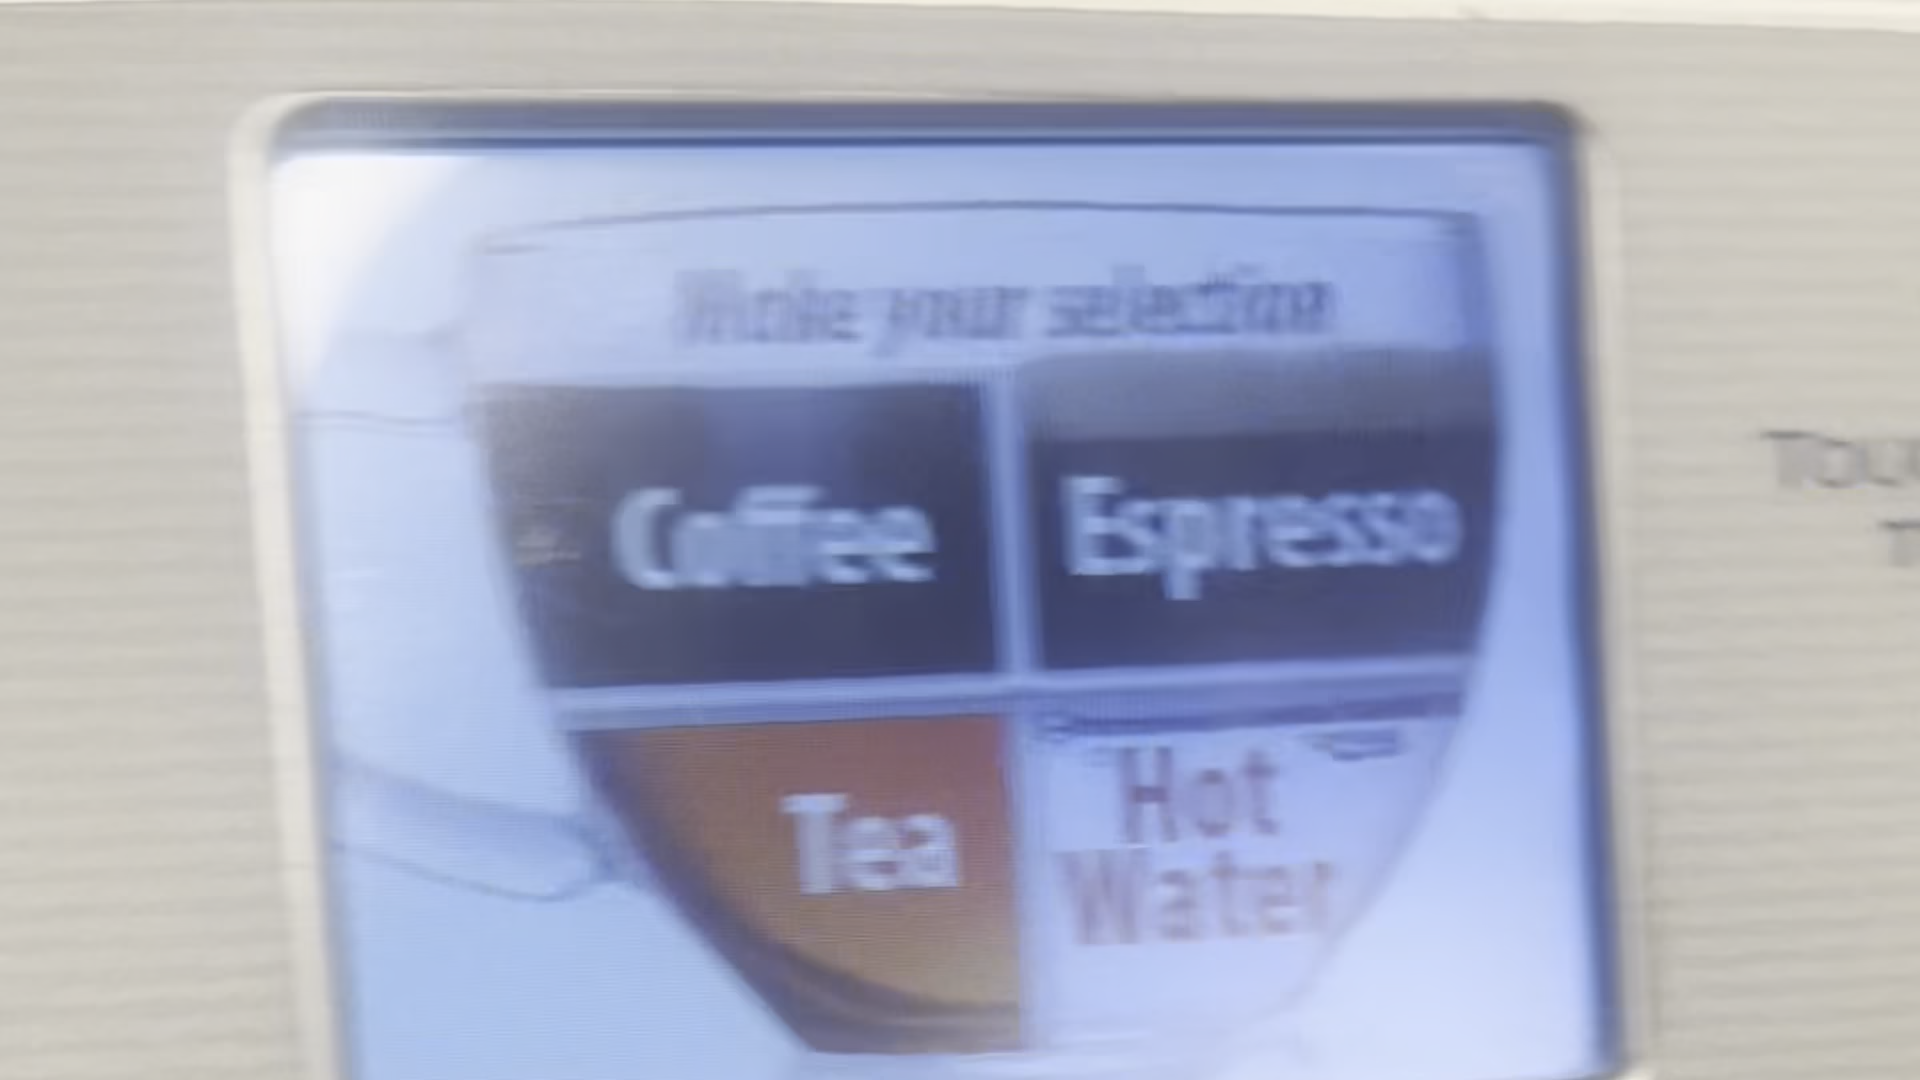 Make your selection
Coffee
Espresso
Tea
Hot
Water